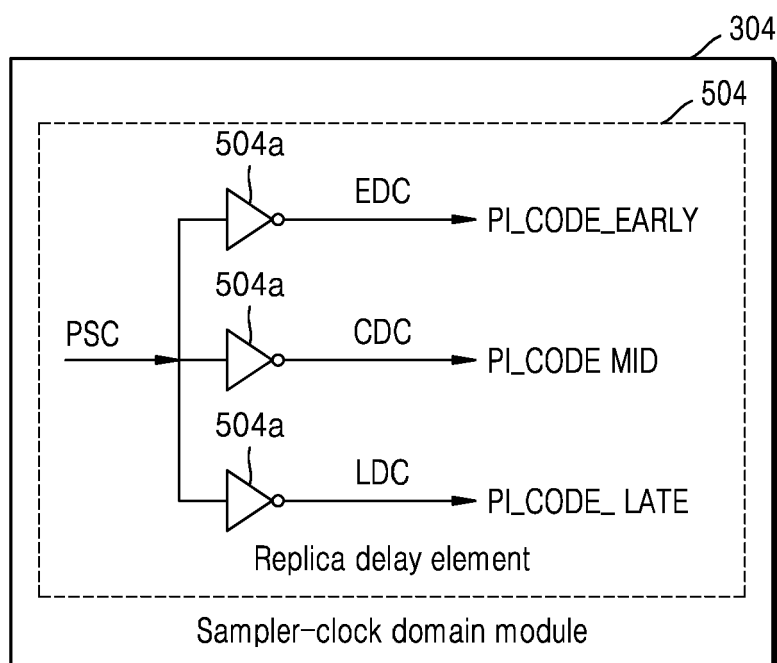 304
504
504a
EDC
PI_CODE_EARLY
504a
PSC
CDC
PI_CODE MID
504a
LDC
PI_CODE_ LATE
Replica delay element
Sampler-clock domain module